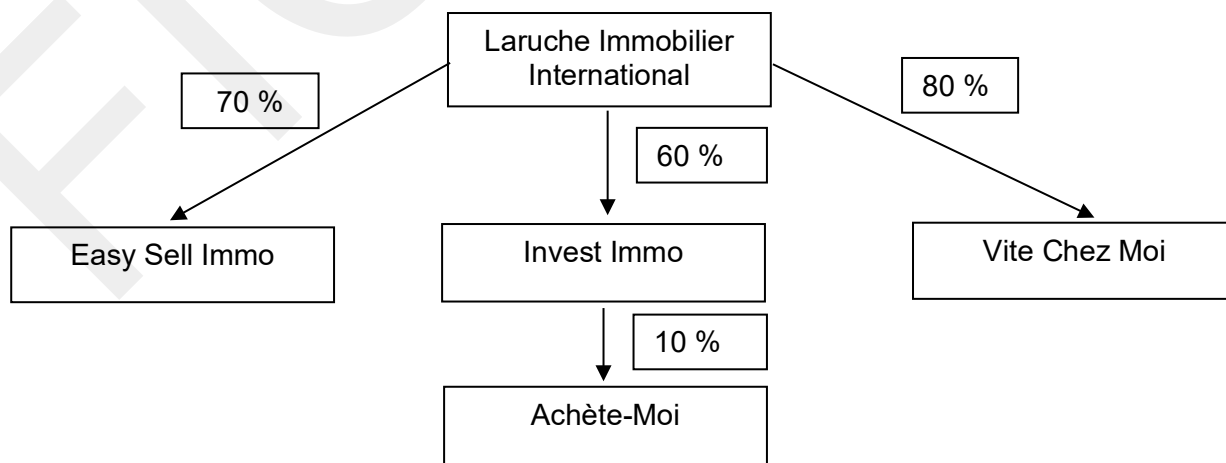 Laruche Immobilier
International
70 %
80 %
60 %
Easy Sell Immo
Invest Immo
Vite Chez Moi
10 %
Achète-Moi